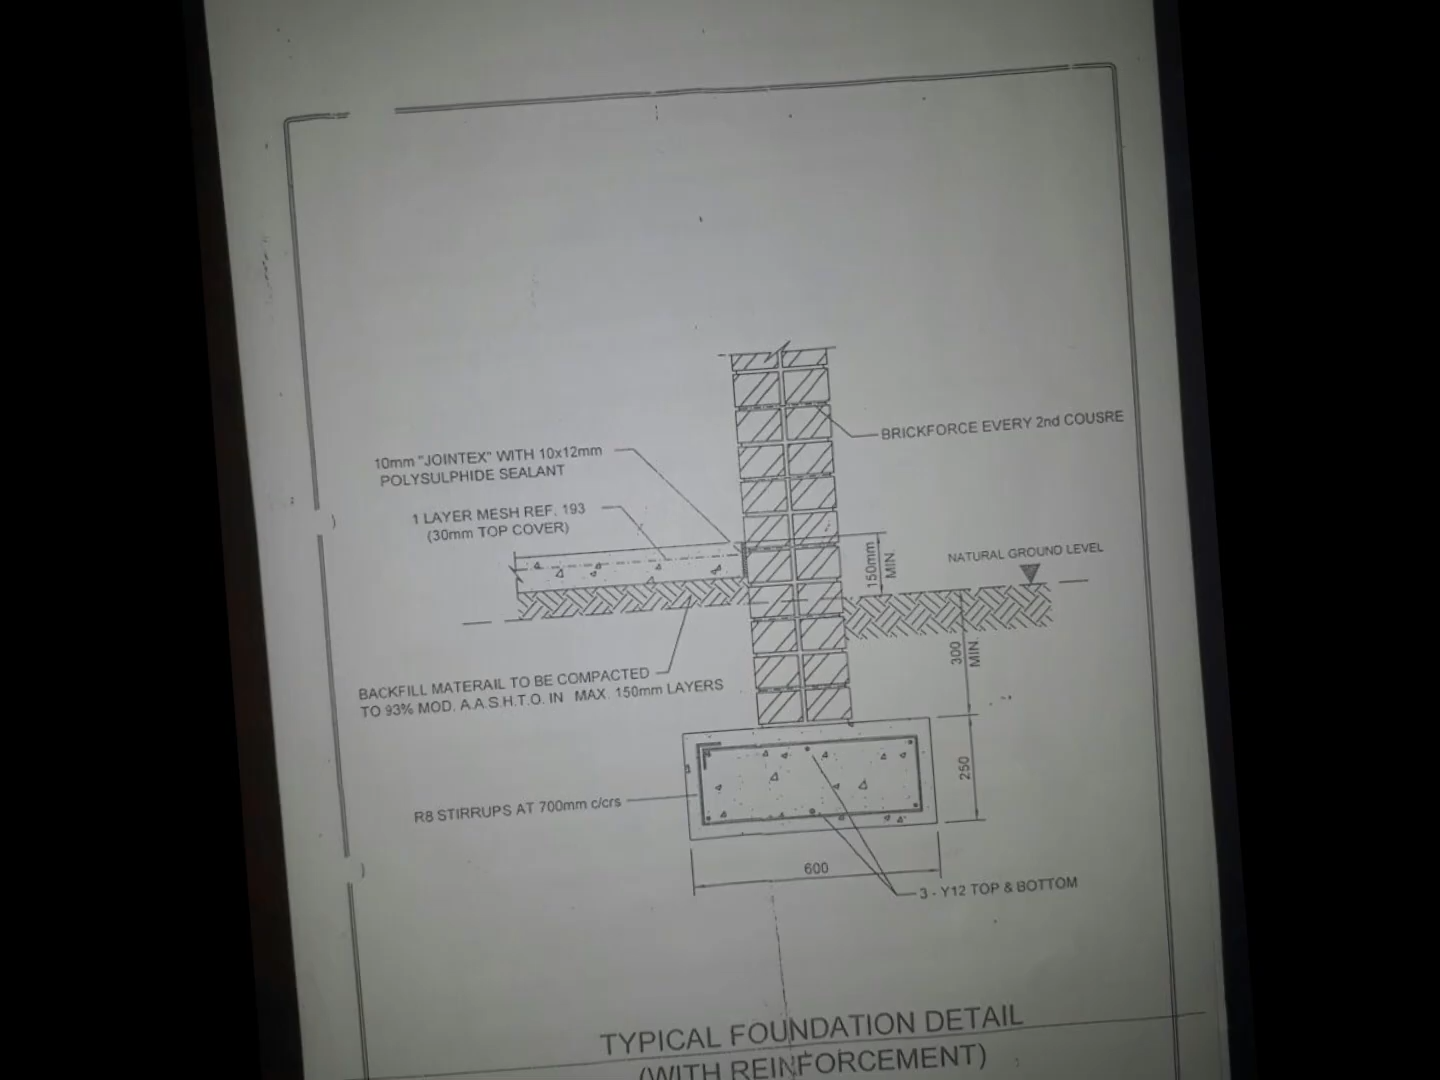 BRICKFORCE EVERY 2nd COUSRE
10mm "JOINTEX" WITH 10x12mm
POLYSULPHIDE SEALANT
1 LAYER MESH REF. 193
(30mm TOP COVER)
150mm
MIN.
NATURAL GROUND LEVEL
300
MIN.
BACKFILL MATERAIL TO BE COMPACTED
TO 93% MOD. A.A.S.H.T.O. IN MAX. 150mm LAYERS
250
R8 STIRRUPS AT 700mm c/crs
600
3 - Y12 TOP & BOTTOM
TYPICAL FOUNDATION DETAIL
(WITH REINFORCEMENT)